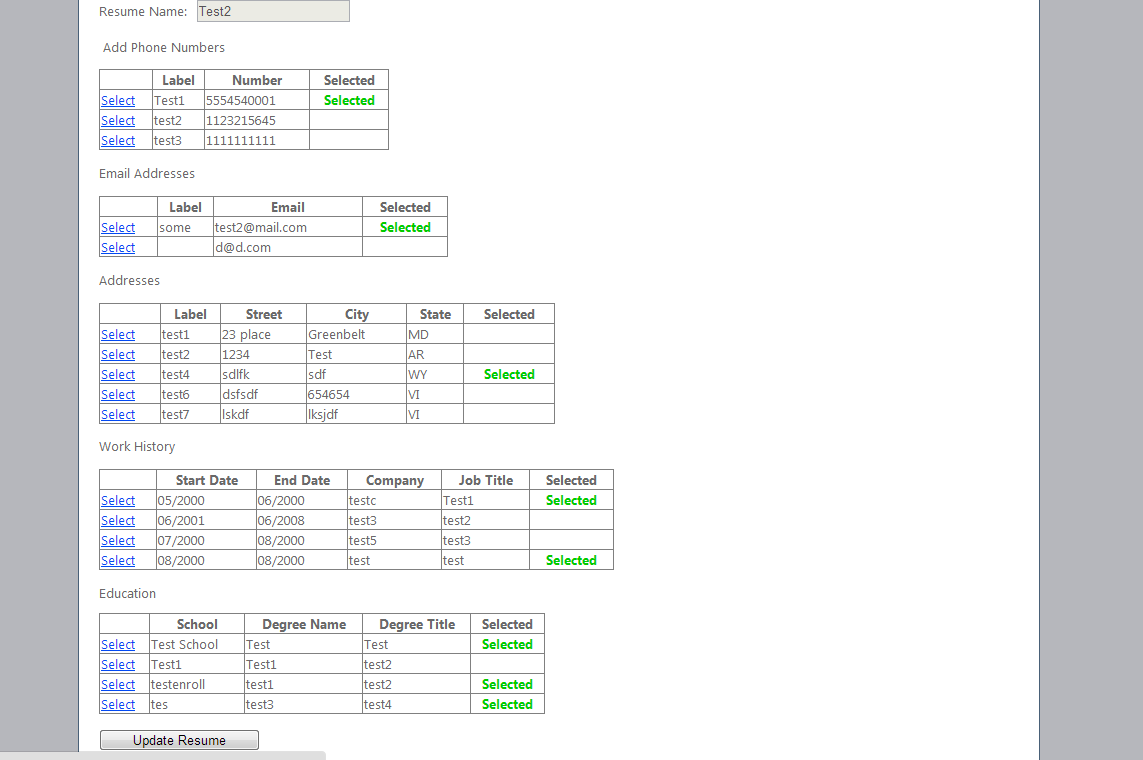 Resume Name: Test2
Add Phone Numbers
Label Number Selected
Select Test1 5554540001 Selected
Select test2 1123215645
Select test3 1111111111
Email Addresses
Label Email Selected
Select some test2@mail.com Selected
Select d@d.com
Addresses
Label Street City State Selected
Select test1 23 place Greenbelt MD
Select test2 1234 Test AR
Select test4 sdlfk sdf WY Selected
Select test6 dsfsdf 654654 VI
Select test7 lskdf lksjdf VI
Work History
Start Date End Date Company Job Title Selected
Select 05/2000 06/2000 testc Test1 Selected
Select 06/2001 06/2008 test3 test2
Select 07/2000 08/2000 test5 test3
Select 08/2000 08/2000 test test Selected
Education
School Degree Name Degree Title Selected
Select Test School Test Test Selected
Select Test1 Test1 test2
Select testenroll test1 test2 Selected
Select tes test3 test4 Selected
Update Resume